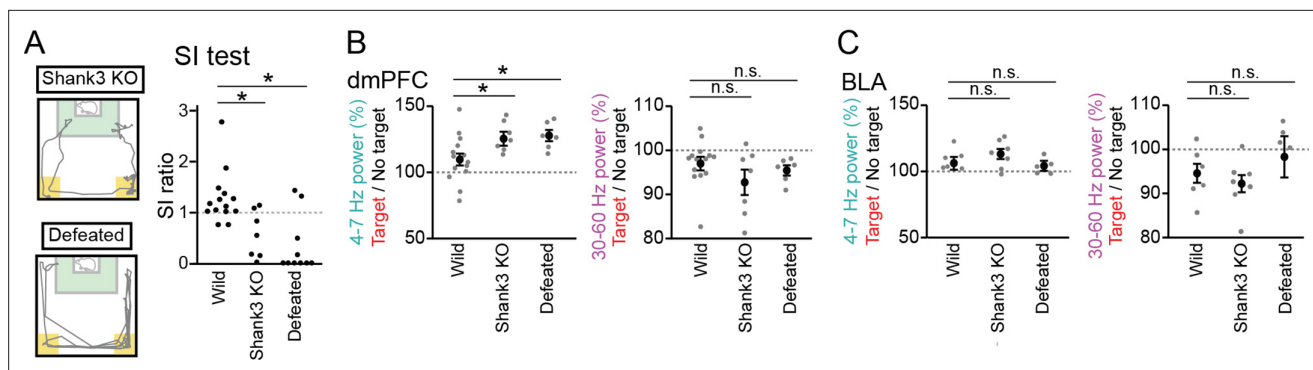 A
Shank3 KO
Defeated
SI test
*
*
SI ratio
3
2
1
0
Wild
Shank3 KO
Defeated
B
dmPFC
*
*
4-7 Hz power (%)
Target / No target
150
100
50
Wild
Shank3 KO
Defeated
n.s.
n.s.
30-60 Hz power (%)
Target / No target
110
100
90
80
Wild
Shank3 KO
Defeated
C
BLA
n.s.
n.s.
4-7 Hz power (%)
Target / No target
150
100
50
Wild
Shank3 KO
Defeated
n.s.
n.s.
30-60 Hz power (%)
Target / No target
110
100
90
80
Wild
Shank3 KO
Defeated